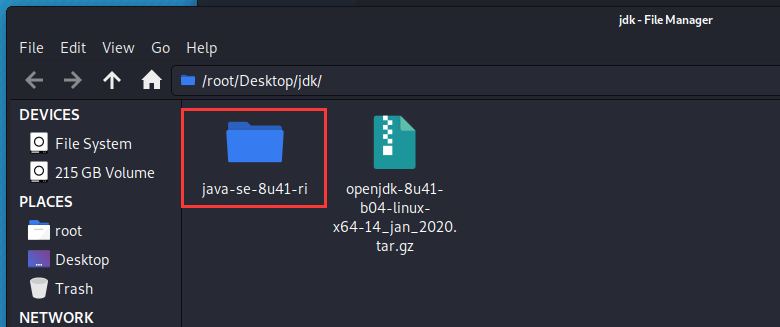 jdk - File Manager
File Edit View Go Help
/root/Desktop/jdk/
DEVICES
File System
215 GB Volume
PLACES
root
Desktop
Trash
NETWORK
java-se-8u41-ri
openjdk-8u41-
b04-linux-
x64-14_jan_2020.
tar.gz